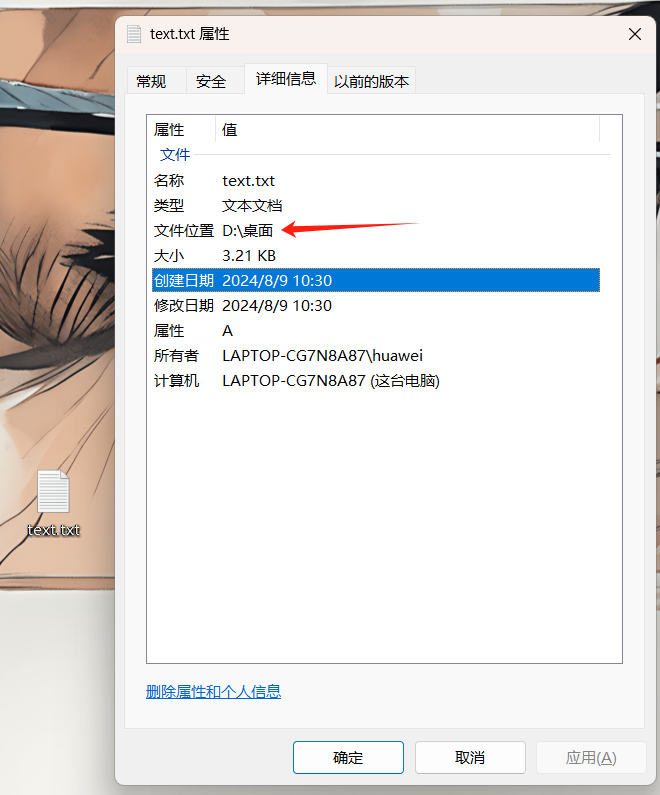 text.txt 属性
常规 安全 详细信息 以前的版本
属性 值
文件
名称 text.txt
类型 文本文档
文件位置 D:\桌面
大小 3.21 KB
创建日期 2024/8/9 10:30
修改日期 2024/8/9 10:30
属性 A
所有者 LAPTOP-CG7N8A87\huawei
计算机 LAPTOP-CG7N8A87 (这台电脑)
text.txt
删除属性和个人信息
确定 取消 应用(A)